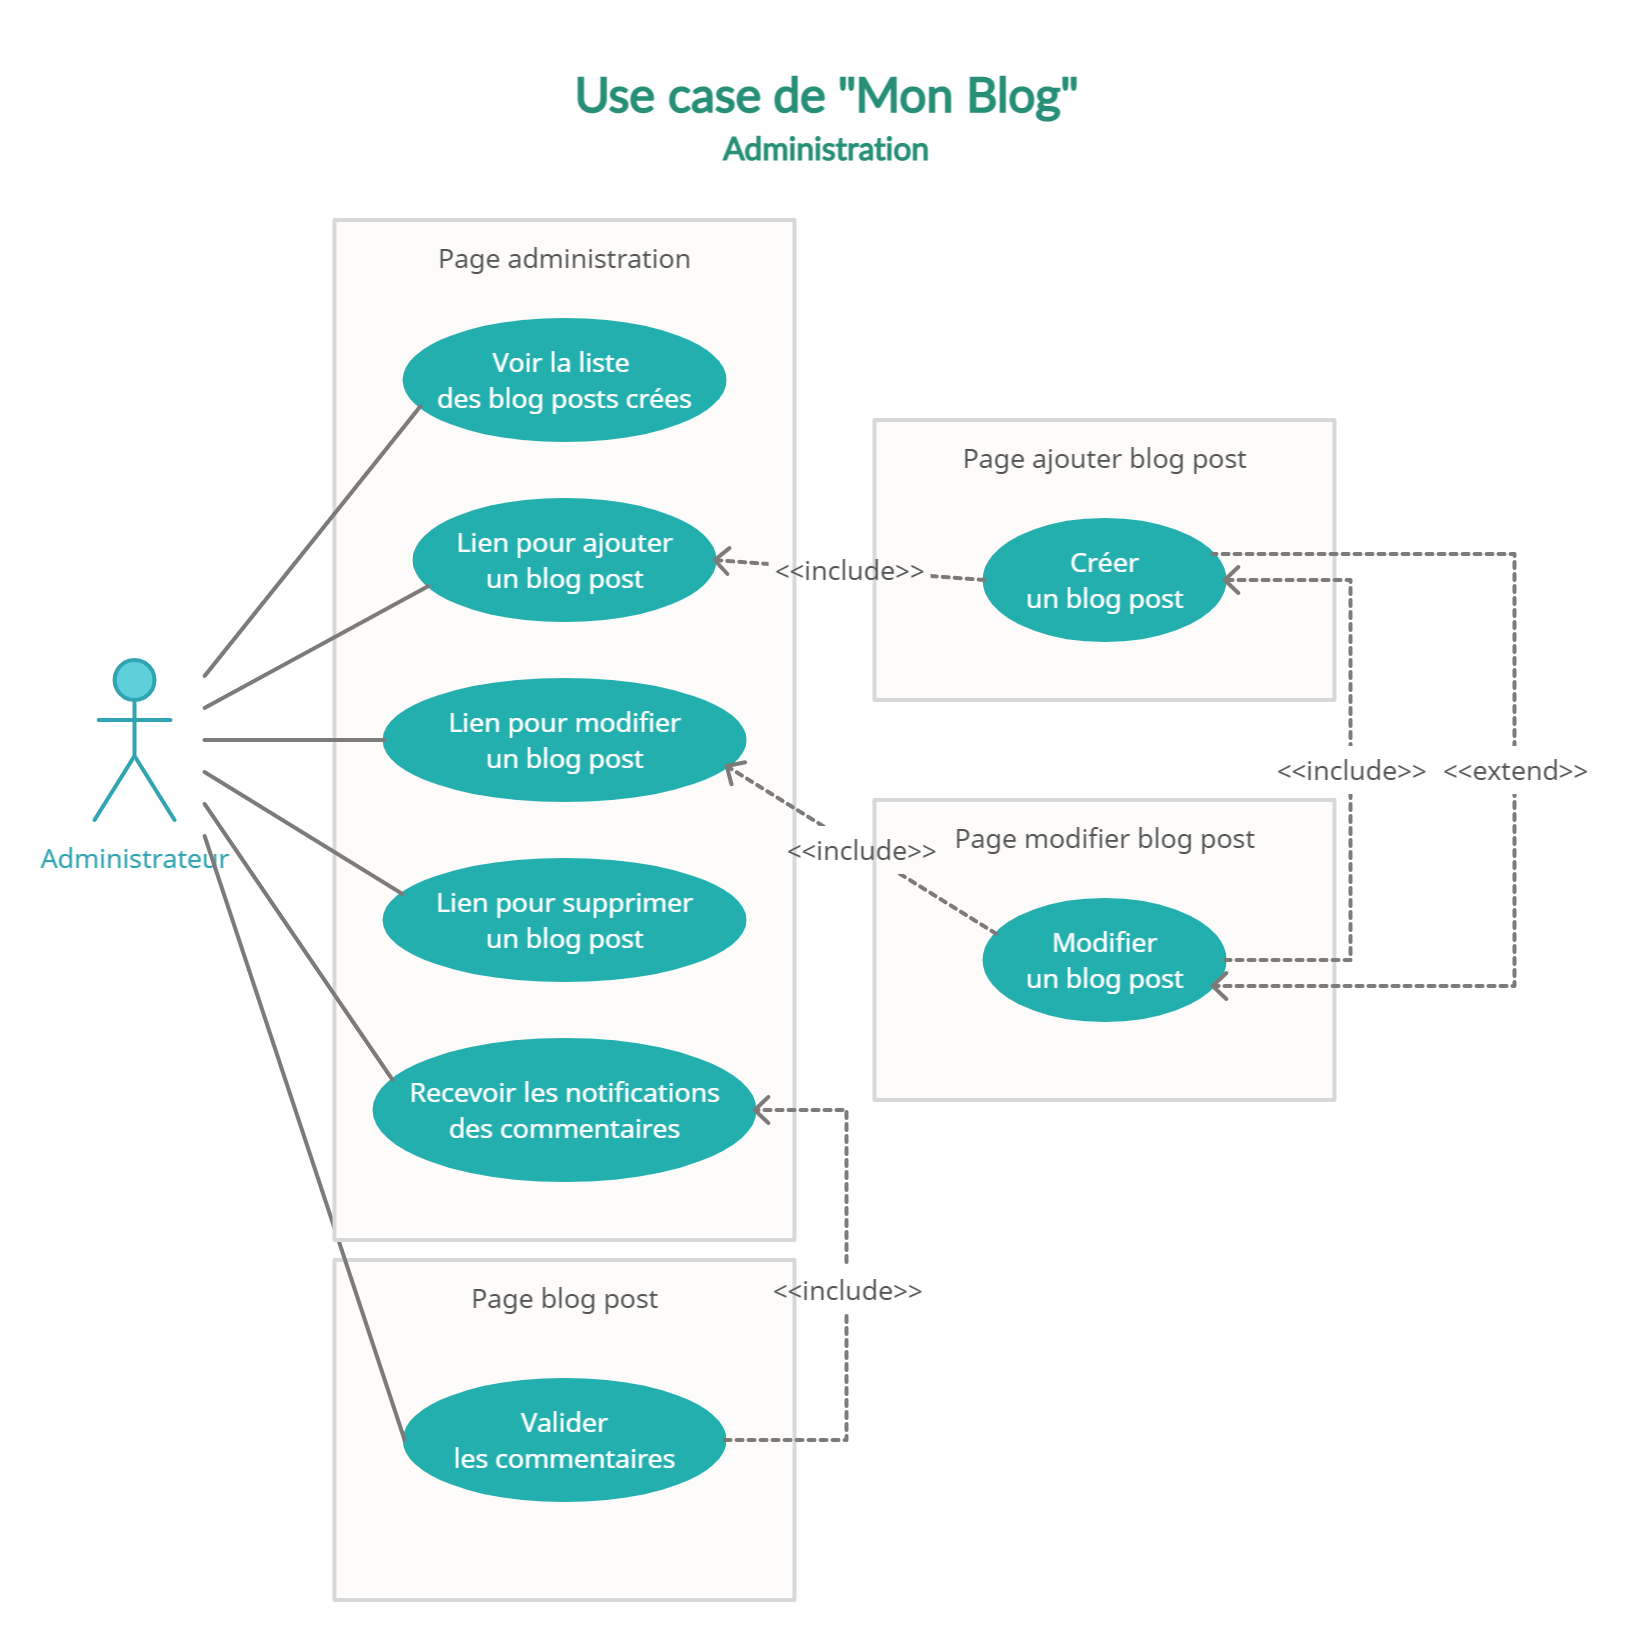 Use case de "Mon Blog"
Administration
Page administration
Voir la liste
des blog posts crées
Lien pour ajouter
un blog post
Lien pour modifier
un blog post
Lien pour supprimer
un blog post
Recevoir les notifications
des commentaires
Administrateur
Page ajouter blog post
Créer
un blog post
<<include>>
<<include>>
<<extend>>
<<include>>
Page modifier blog post
Modifier
un blog post
<<include>>
Page blog post
Valider
les commentaires